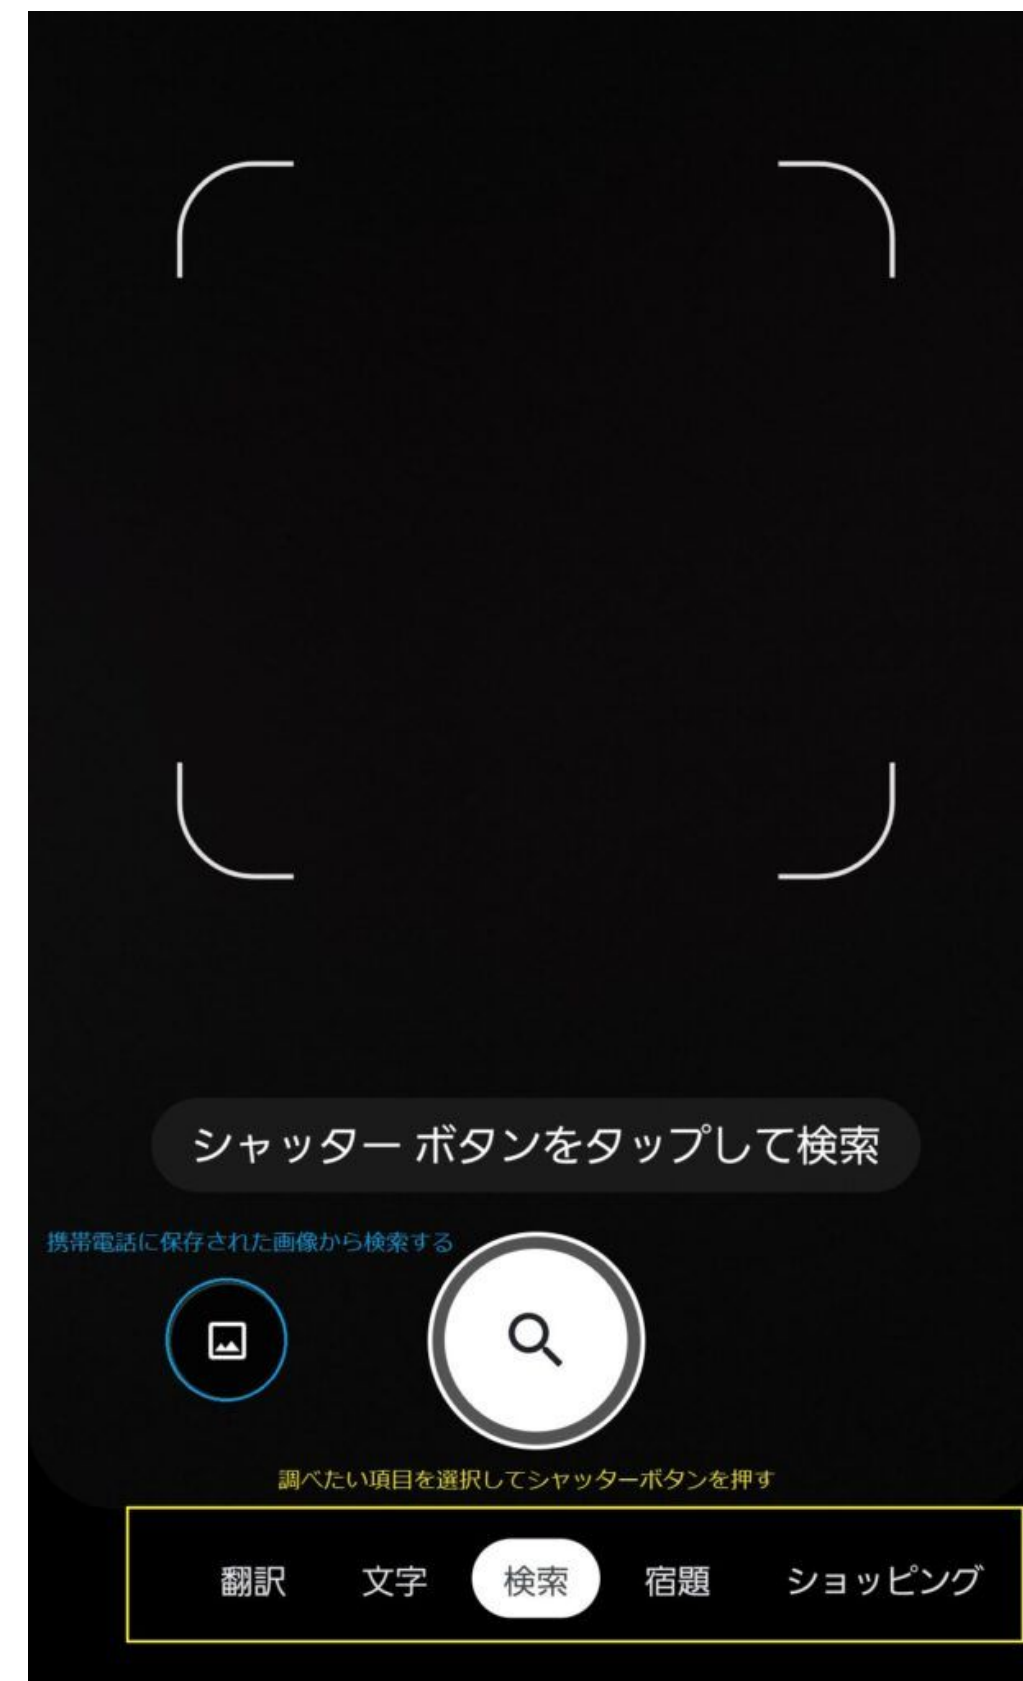 シャッター ボタンをタップして検索
携帯電話に保存された画像から検索する
調べたい項目を選択してシャッターボタンを押す
翻訳 文字 検索 宿題 ショッピング